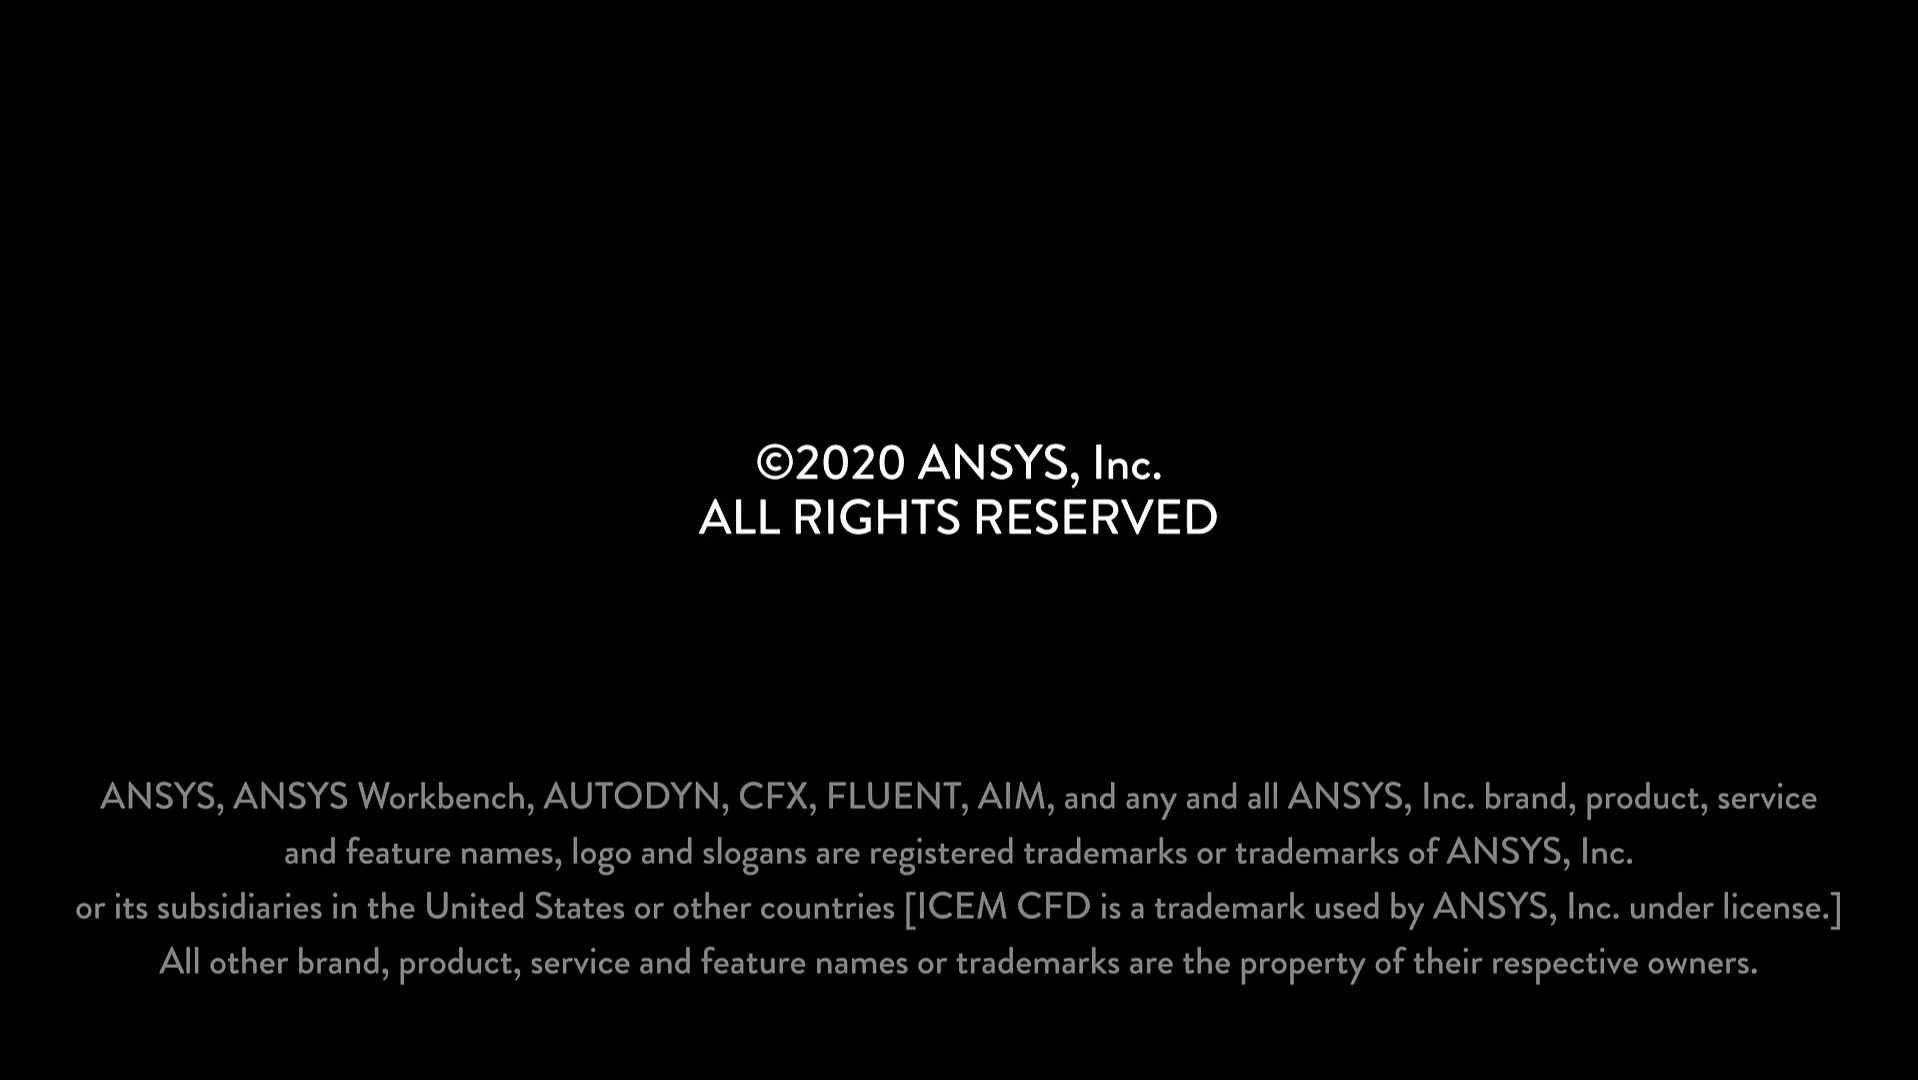 ©2020 ANSYS, Inc.
ALL RIGHTS RESERVED
ANSYS, ANSYS Workbench, AUTODYN, CFX, FLUENT, AIM, and any and all ANSYS, Inc. brand, product, service
and feature names, logo and slogans are registered trademarks or trademarks of ANSYS, Inc.
or its subsidiaries in the United States or other countries [ICEM CFD is a trademark used by ANSYS, Inc. under license.]
All other brand, product, service and feature names or trademarks are the property of their respective owners.